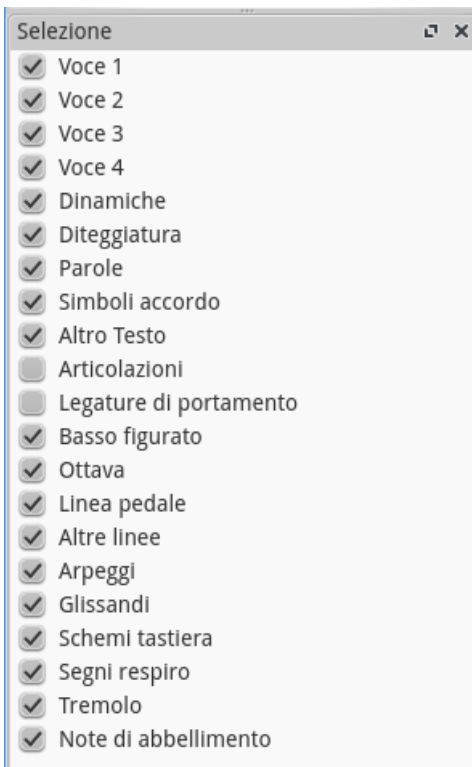 Selezione
Voce 1
Voce 2
Voce 3
Voce 4
Dinamiche
Diteggiatura
Parole
Simboli accordo
Altro Testo
Articolazioni
Legature di portamento
Basso figurato
Ottava
Linea pedale
Altre linee
Arpeggi
Glissandi
Schemi tastiera
Segni respiro
Tremolo
Note di abbellimento